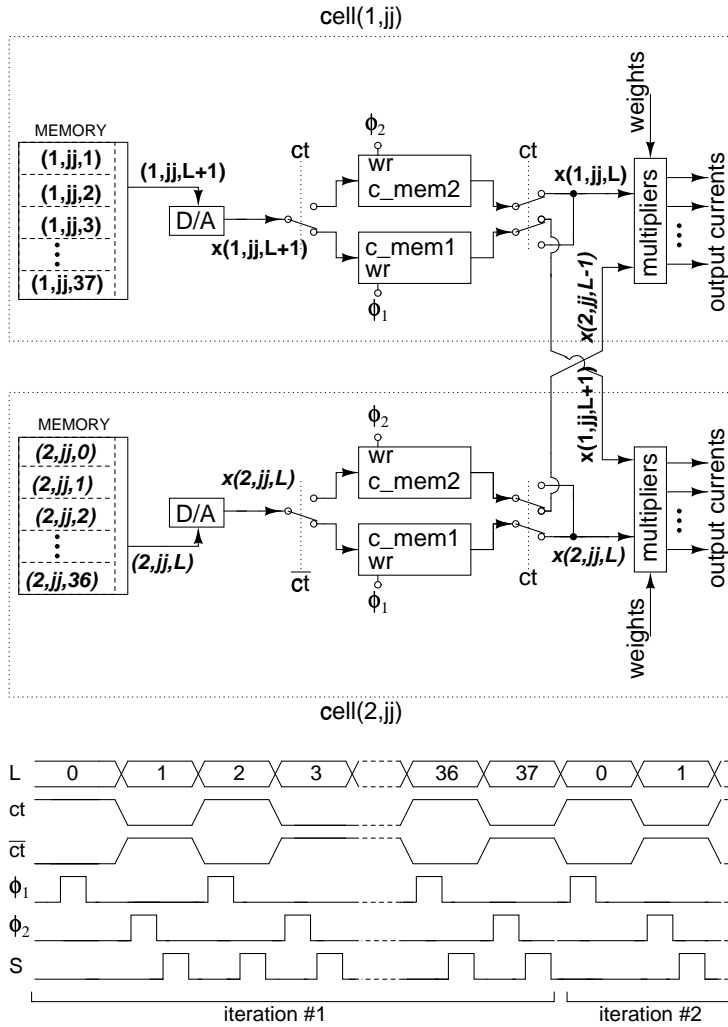 cell(1,jj)
MEMORY
(1,jj,1)
(1,jj,2)
(1,jj,3)
(1,jj,37)
(1,jj,L+1)
D/A
x(1,jj,L+1)
ct
ϕ2
wr
c_mem2
c_mem1
wr
ϕ1
ct
x(1,jj,L)
weights
multipliers
output currents
x(2,jj,L-1)
x(1,jj,L+1)
MEMORY
(2,jj,0)
(2,jj,1)
(2,jj,2)
(2,jj,36)
(2,jj,L)
D/A
x(2,jj,L)
c̅t̅
ϕ2
wr
c_mem2
c_mem1
wr
ϕ1
ct
x(2,jj,L)
multipliers
weights
output currents
cell(2,jj)
L 0 1 2 3 36 37 0 1
ct
c̅t̅
ϕ1
ϕ2
S
iteration #1 iteration #2